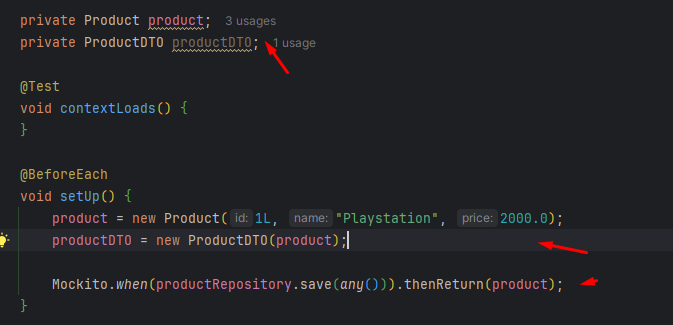 private Product product; 3 usages
private ProductDTO productDTO; 1 usage
@Test
void contextLoads() {
}
@BeforeEach
void setUp() {
product = new Product( id: 1L, name: "Playstation", price: 2000.0);
productDTO = new ProductDTO(product);
Mockito.when(productRepository.save(any())).thenReturn(product);
}